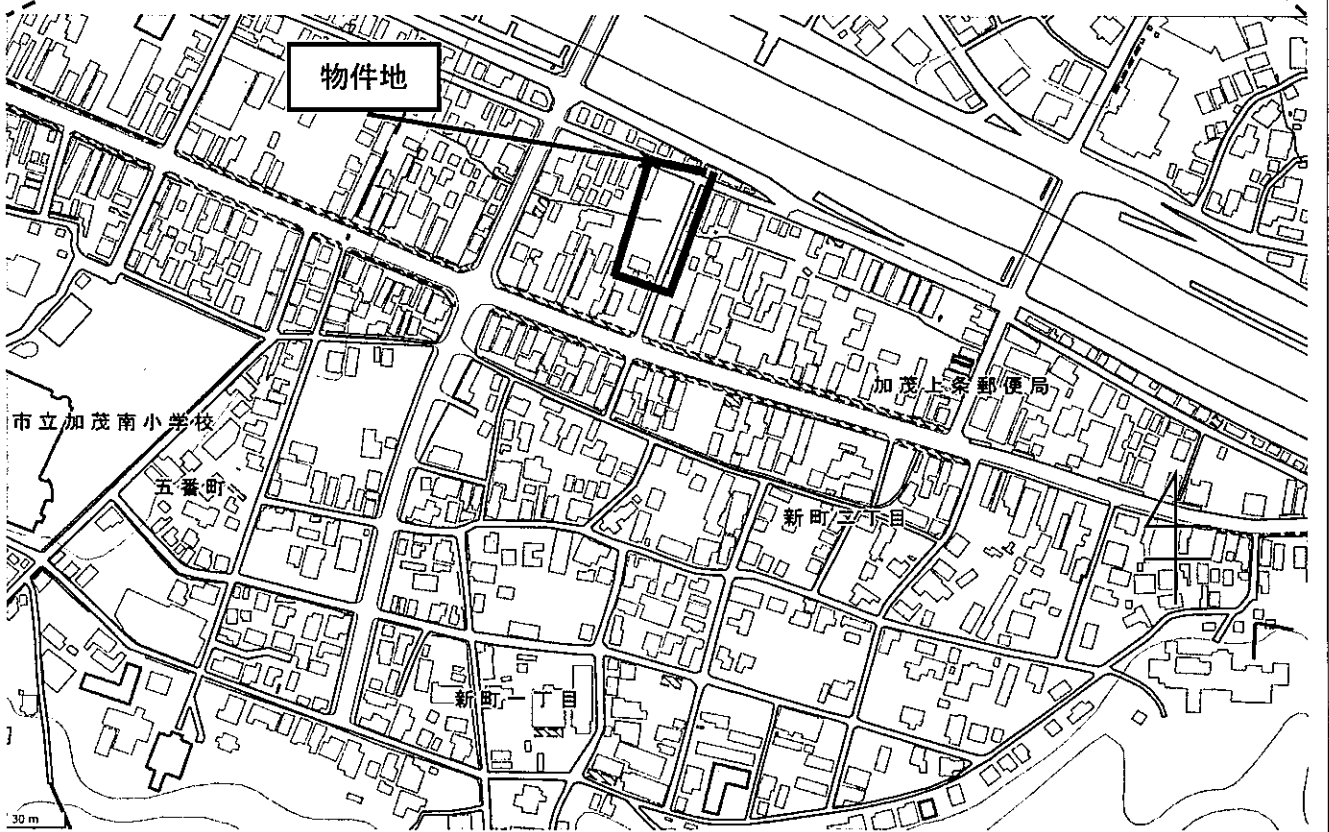 物件地
加茂上条郵便局
市立加茂南小学校
五番町
新町二丁目
新町一丁目
30 m